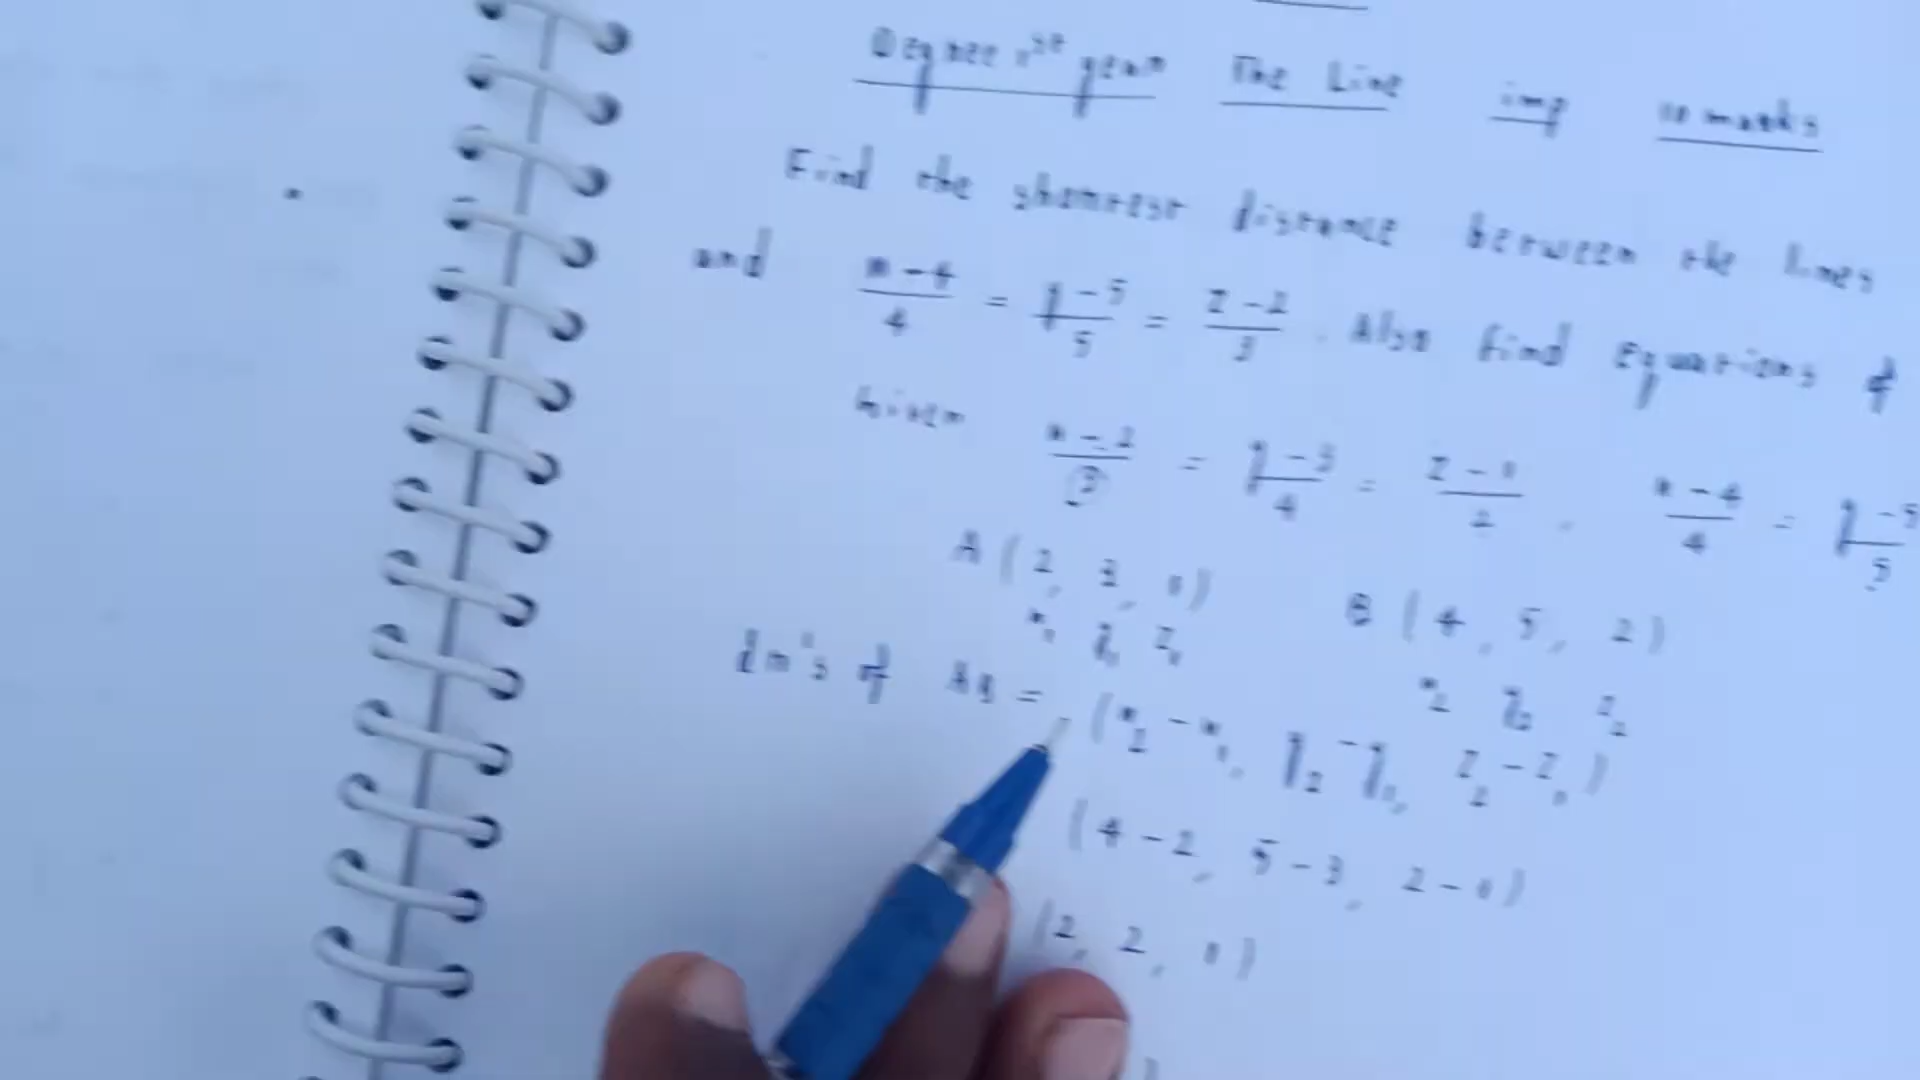 Degree 1st year The Line imp 10 marks
Find the shortest distance between the lines
and x-4/4 = y-5/5 = z-2/3 . Also find equations of
Given x-2/3 = y-3/4 = z-1/2 , x-4/4 = y-5/5
A (2, 3, 1) B (4, 5, 2)
x₁ y₁ z₁ x₂ y₂ z₂
dr's of AB = (x₂-x₁, y₂-y₁, z₂-z₁)
(4-2, 5-3, 2-1)
(2, 2, 1)